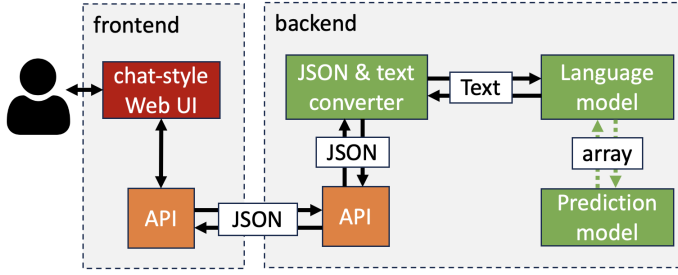 frontend
backend
chat-style
Web UI
JSON & text
converter
Text
Language
model
JSON
array
API
JSON
API
Prediction
model